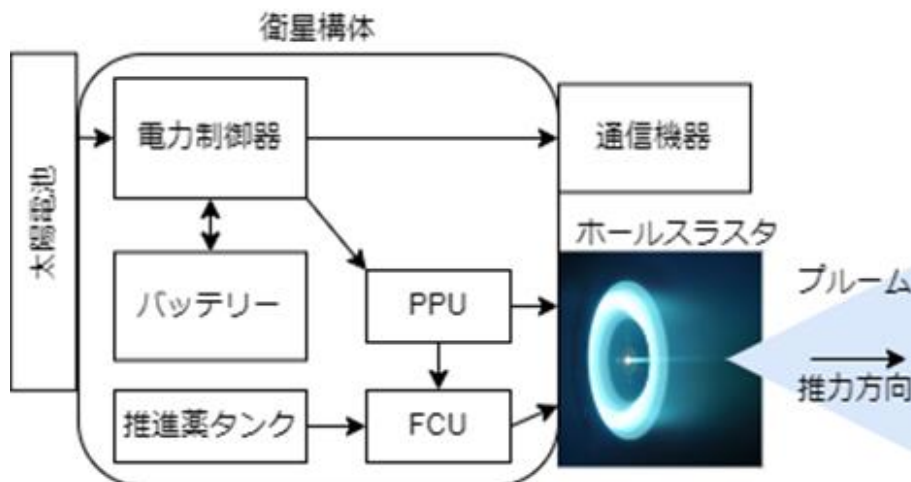 衛星構体
太陽電池
電力制御器
通信機器
ホールスラスタ
バッテリー
PPU
プルーム
推力方向
推進薬タンク
FCU